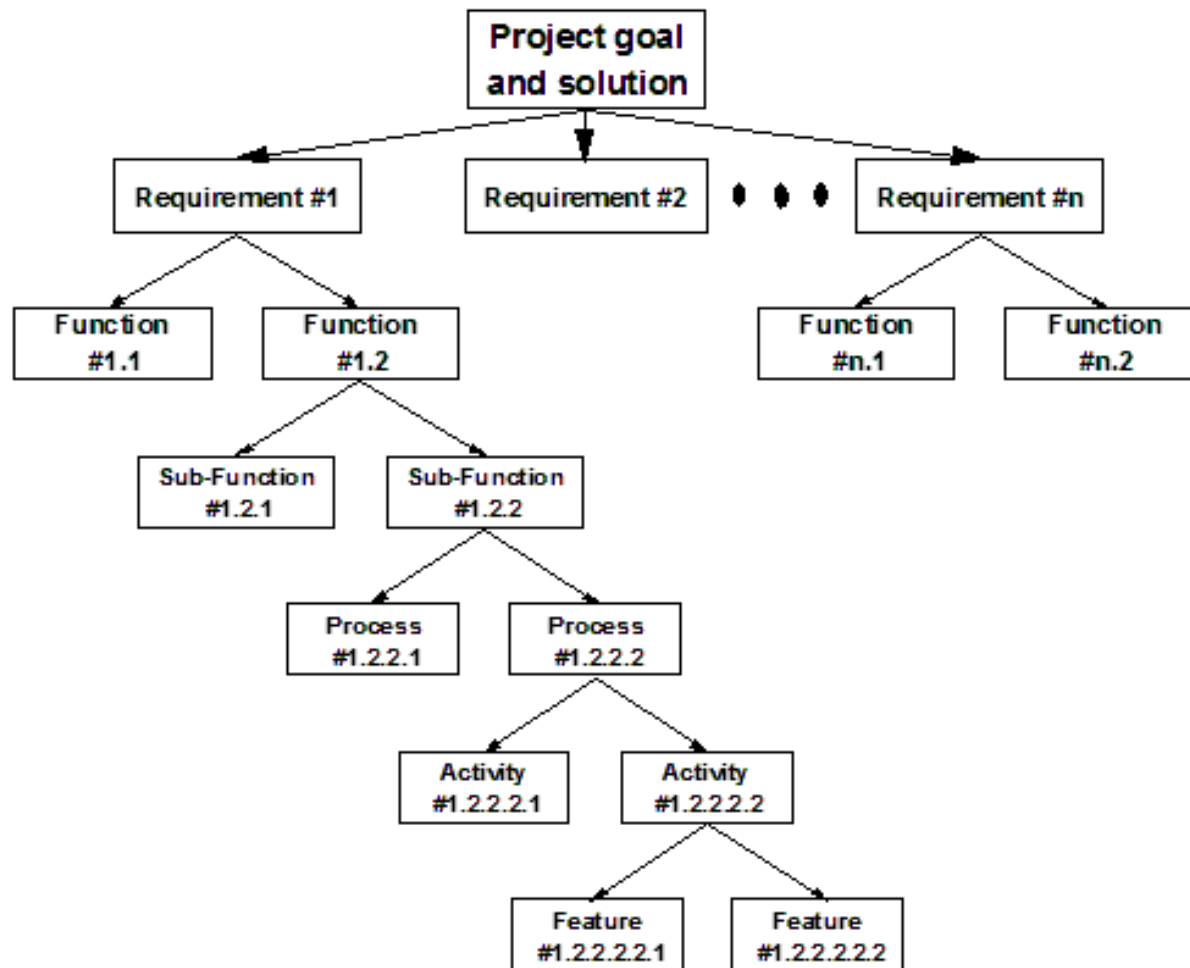 Project goal
and solution
Requirement #1
Requirement #2
Requirement #n
Function
#1.1
Function
#1.2
Function
#n.1
Function
#n.2
Sub-Function
#1.2.1
Sub-Function
#1.2.2
Process
#1.2.2.1
Process
#1.2.2.2
Activity
#1.2.2.2.1
Activity
#1.2.2.2.2
Feature
#1.2.2.2.2.1
Feature
#1.2.2.2.2.2